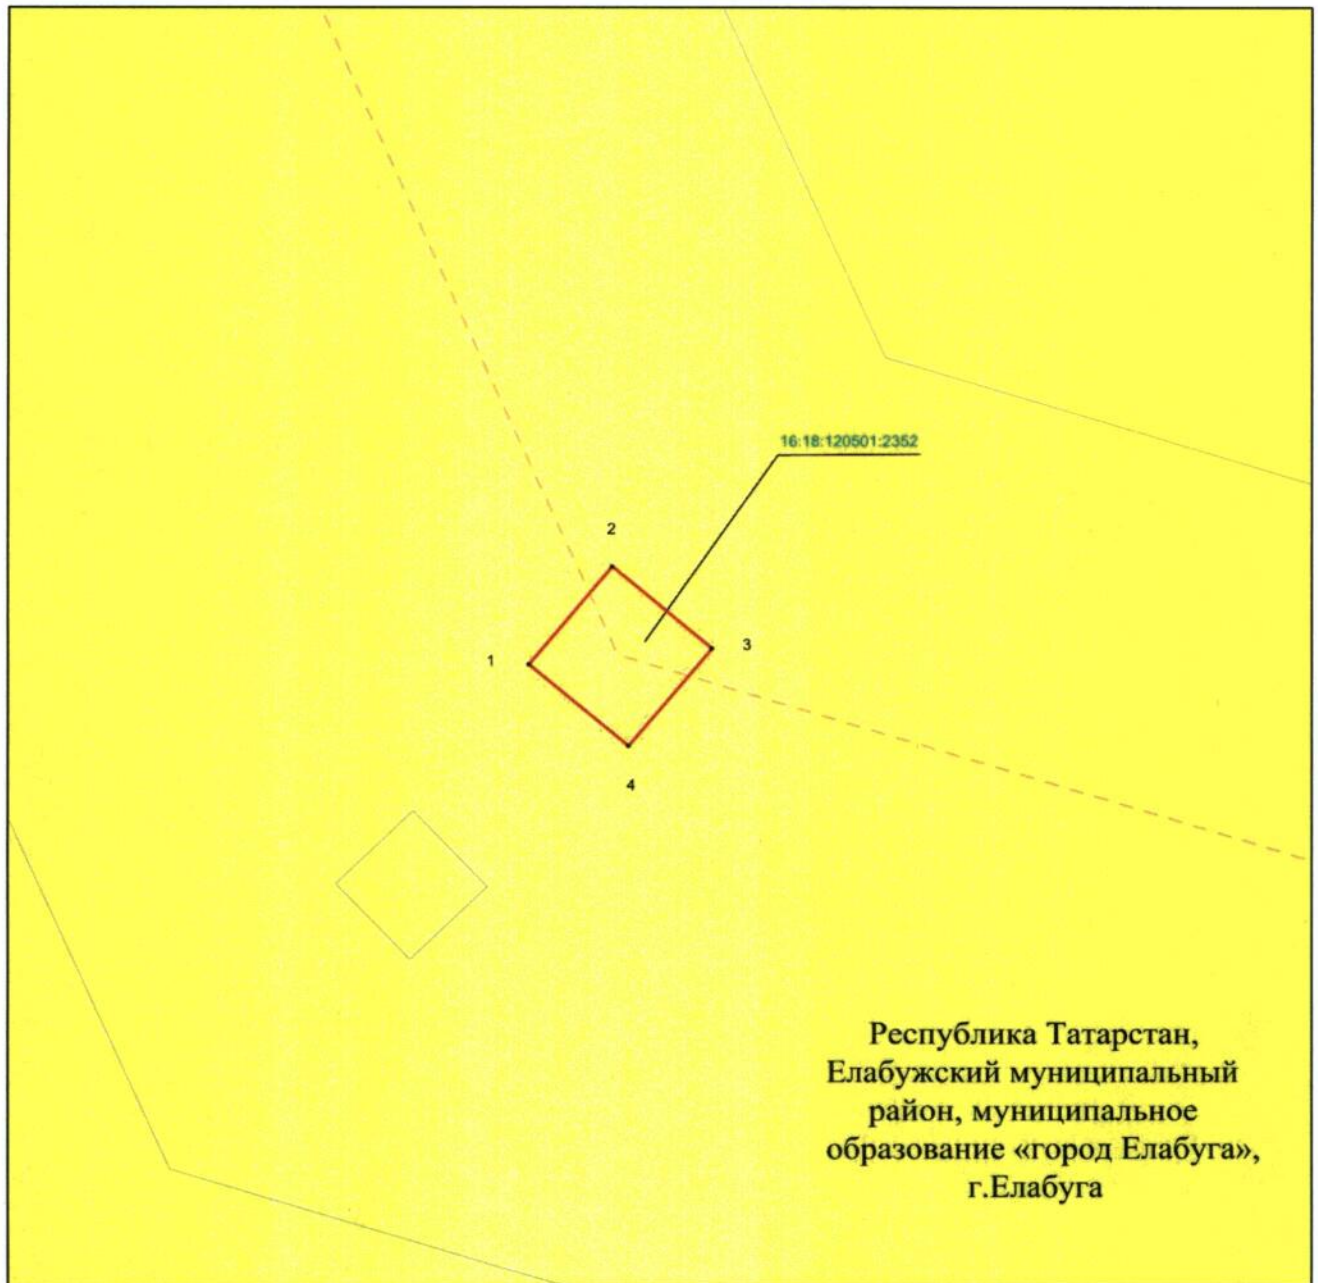 16:18:120501:2352
2
1
3
4
Республика Татарстан,
Елабужский муниципальный
район, муниципальное
образование «город Елабуга»,
г.Елабуга